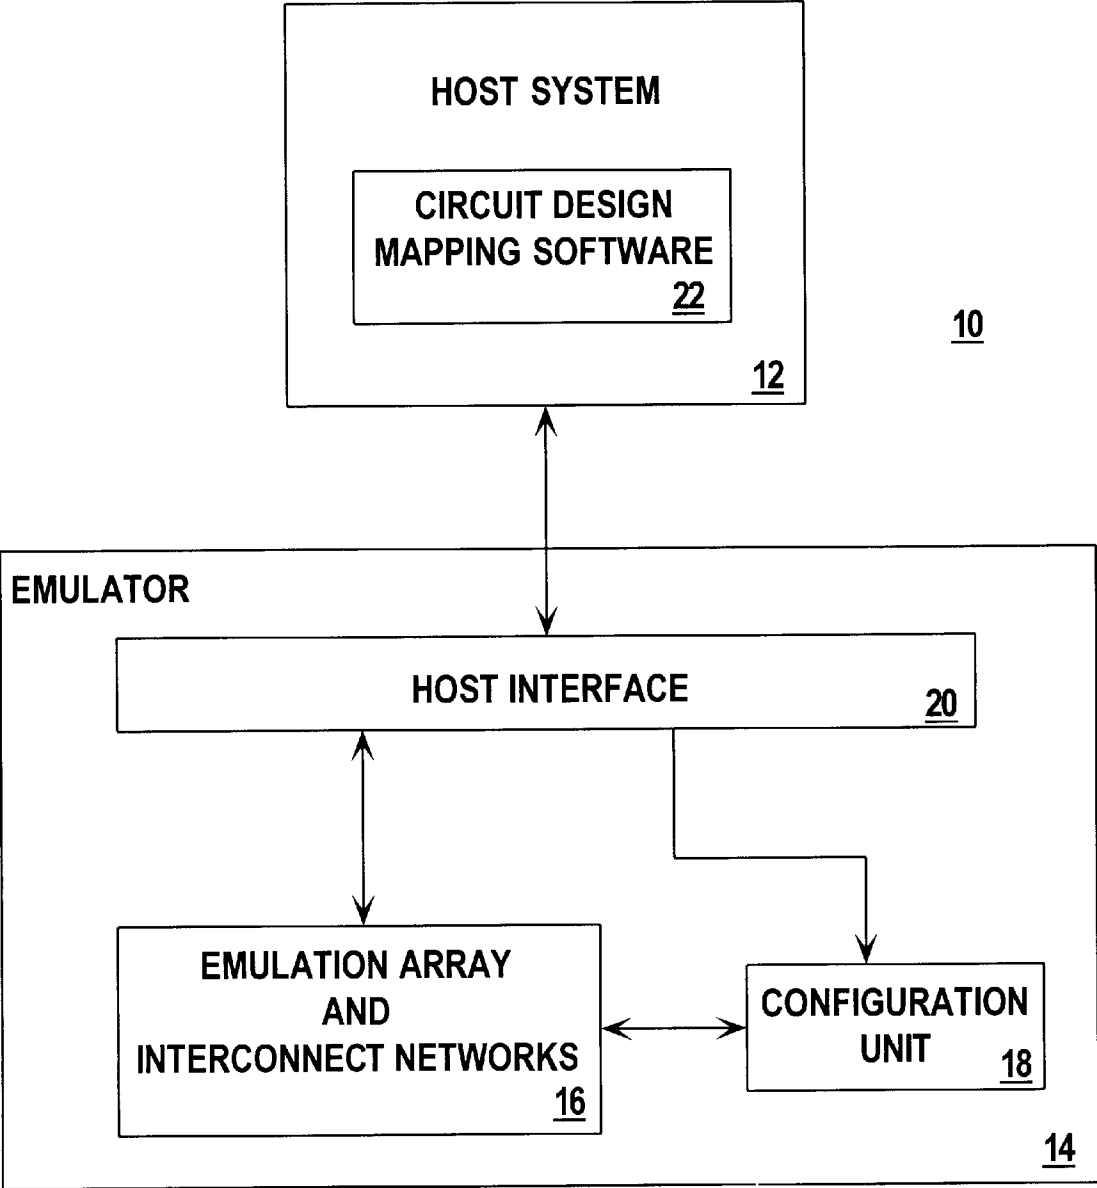 HOST SYSTEM
CIRCUIT DESIGN
MAPPING SOFTWARE
22
12
10
EMULATOR
HOST INTERFACE
20
EMULATION ARRAY
AND
INTERCONNECT NETWORKS
16
CONFIGURATION
UNIT
18
14